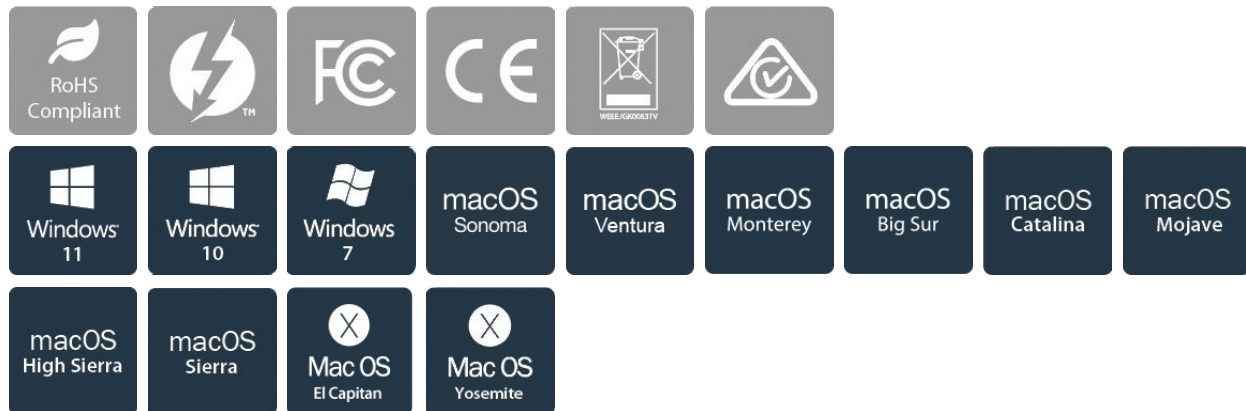 RoHS
Compliant
TM
FC
CE
WEEE/GK0063TV
Windows
11
Windows
10
Windows
7
macOS
Sonoma
macOS
Ventura
macOS
Monterey
macOS
Big Sur
macOS
Catalina
macOS
Mojave
macOS
High Sierra
macOS
Sierra
X
Mac OS
El Capitan
X
Mac OS
Yosemite